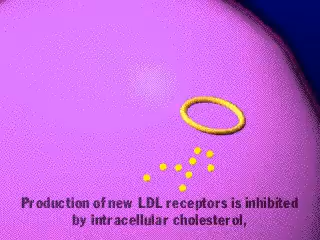 Production of new LDL receptors is inhibited
by intracellular cholesterol,